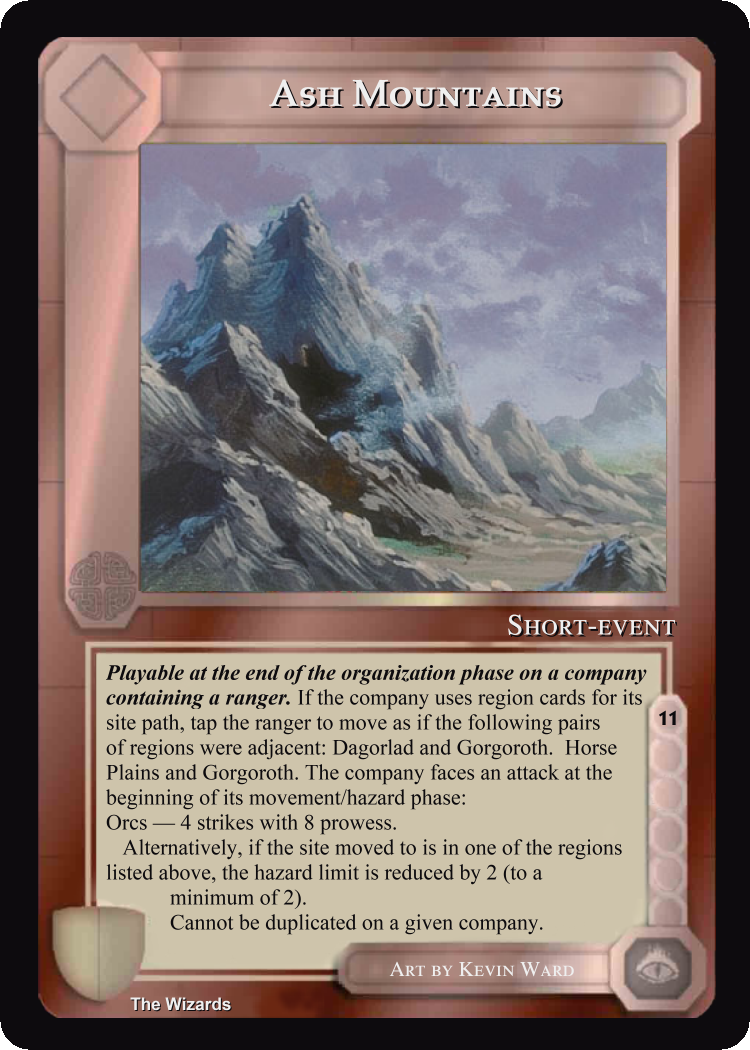 Ash Mountains
Short-event
Playable at the end of the organization phase on a company
containing a ranger. If the company uses region cards for its
site path, tap the ranger to move as if the following pairs
of regions were adjacent: Dagorlad and Gorgoroth.  Horse
Plains and Gorgoroth. The company faces an attack at the
beginning of its movement/hazard phase:
Orcs — 4 strikes with 8 prowess.
Alternatively, if the site moved to is in one of the regions
listed above, the hazard limit is reduced by 2 (to a
minimum of 2).
Cannot be duplicated on a given company.
11
Art by Kevin Ward
The Wizards